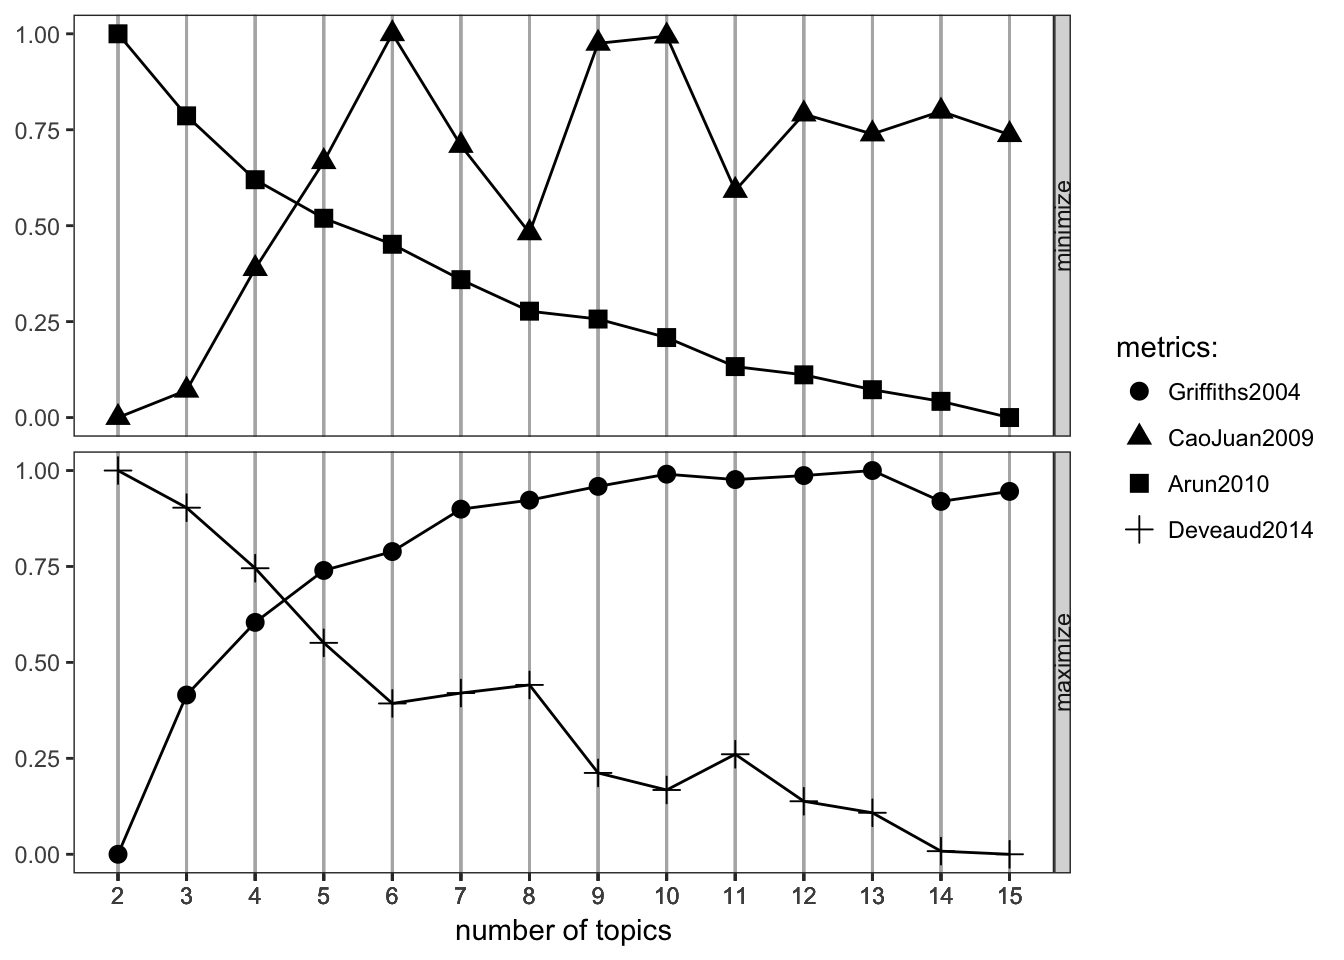 1.00
0.75
0.50
0.25
0.00
minimize
1.00
0.75
0.50
0.25
0.00
maximize
2 3 4 5 6 7 8 9 10 11 12 13 14 15
number of topics
metrics:
Griffiths2004
CaoJuan2009
Arun2010
Deveaud2014